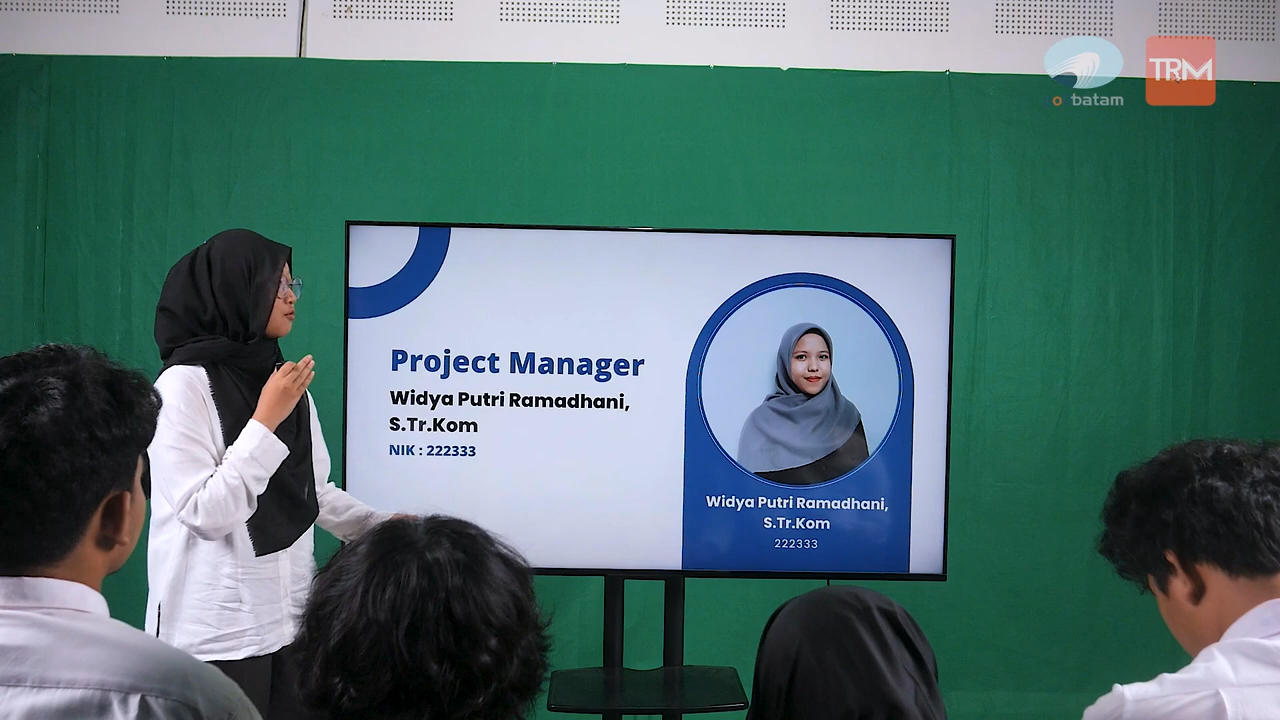 batam
TRM
Project Manager
Widya Putri Ramadhani,
S.Tr.Kom
NIK : 222333
Widya Putri Ramadhani,
S.Tr.Kom
222333